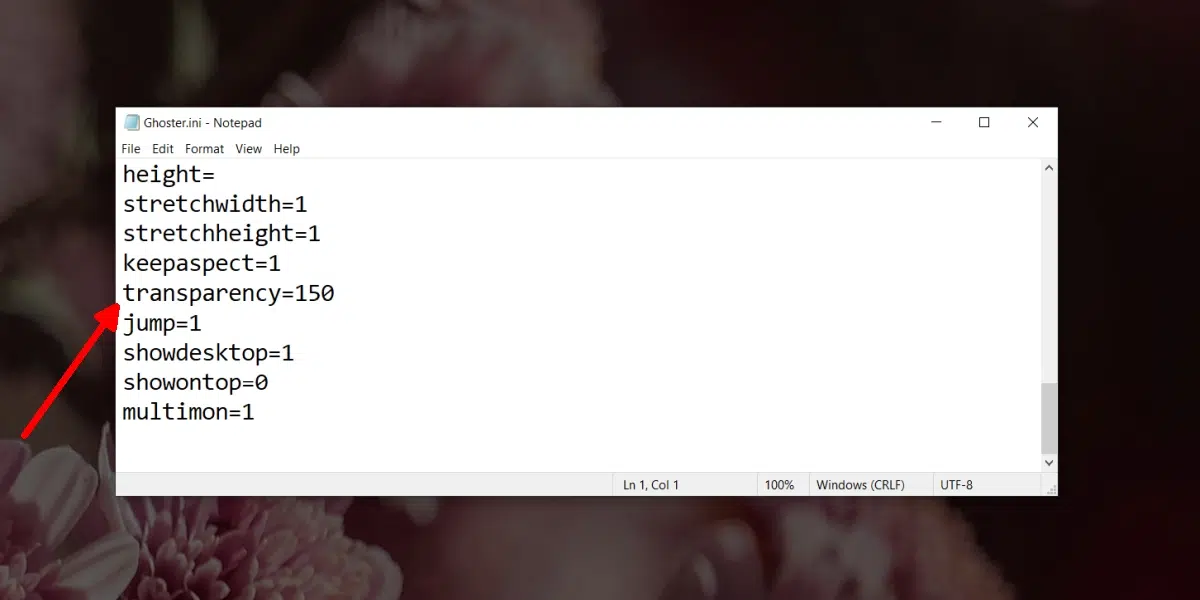 Ghoster.ini - Notepad
File Edit Format View Help
height=
stretchwidth=1
stretchheight=1
keepaspect=1
transparency=150
jump=1
showdesktop=1
showontop=0
multimon=1
Ln 1, Col 1 100% Windows (CRLF) UTF-8